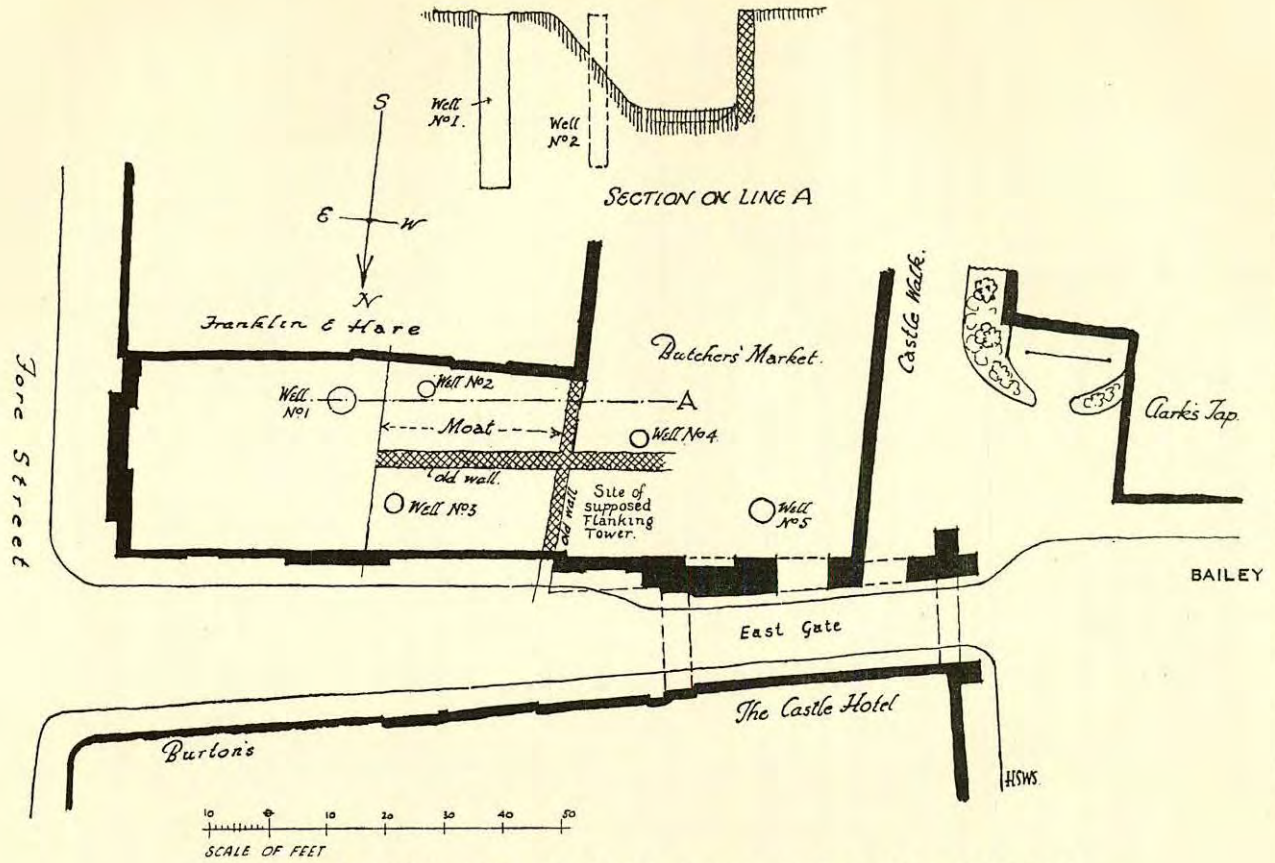 Well
Nº1.
Well
Nº2
SECTION ON LINE A
S
E
W
N
Franklin & Hare
Fore Street
Butchers' Market.
Castle Walk.
Clark's Tap.
Well
Nº1
Well Nº2
A
Moat
Well Nº4
old wall.
Well Nº3
old wall
Site of
supposed
Flanking
Tower.
Well
Nº5
BAILEY
East Gate
The Castle Hotel
Burton's
HSWS.
10 0 10 20 30 40 50
SCALE OF FEET